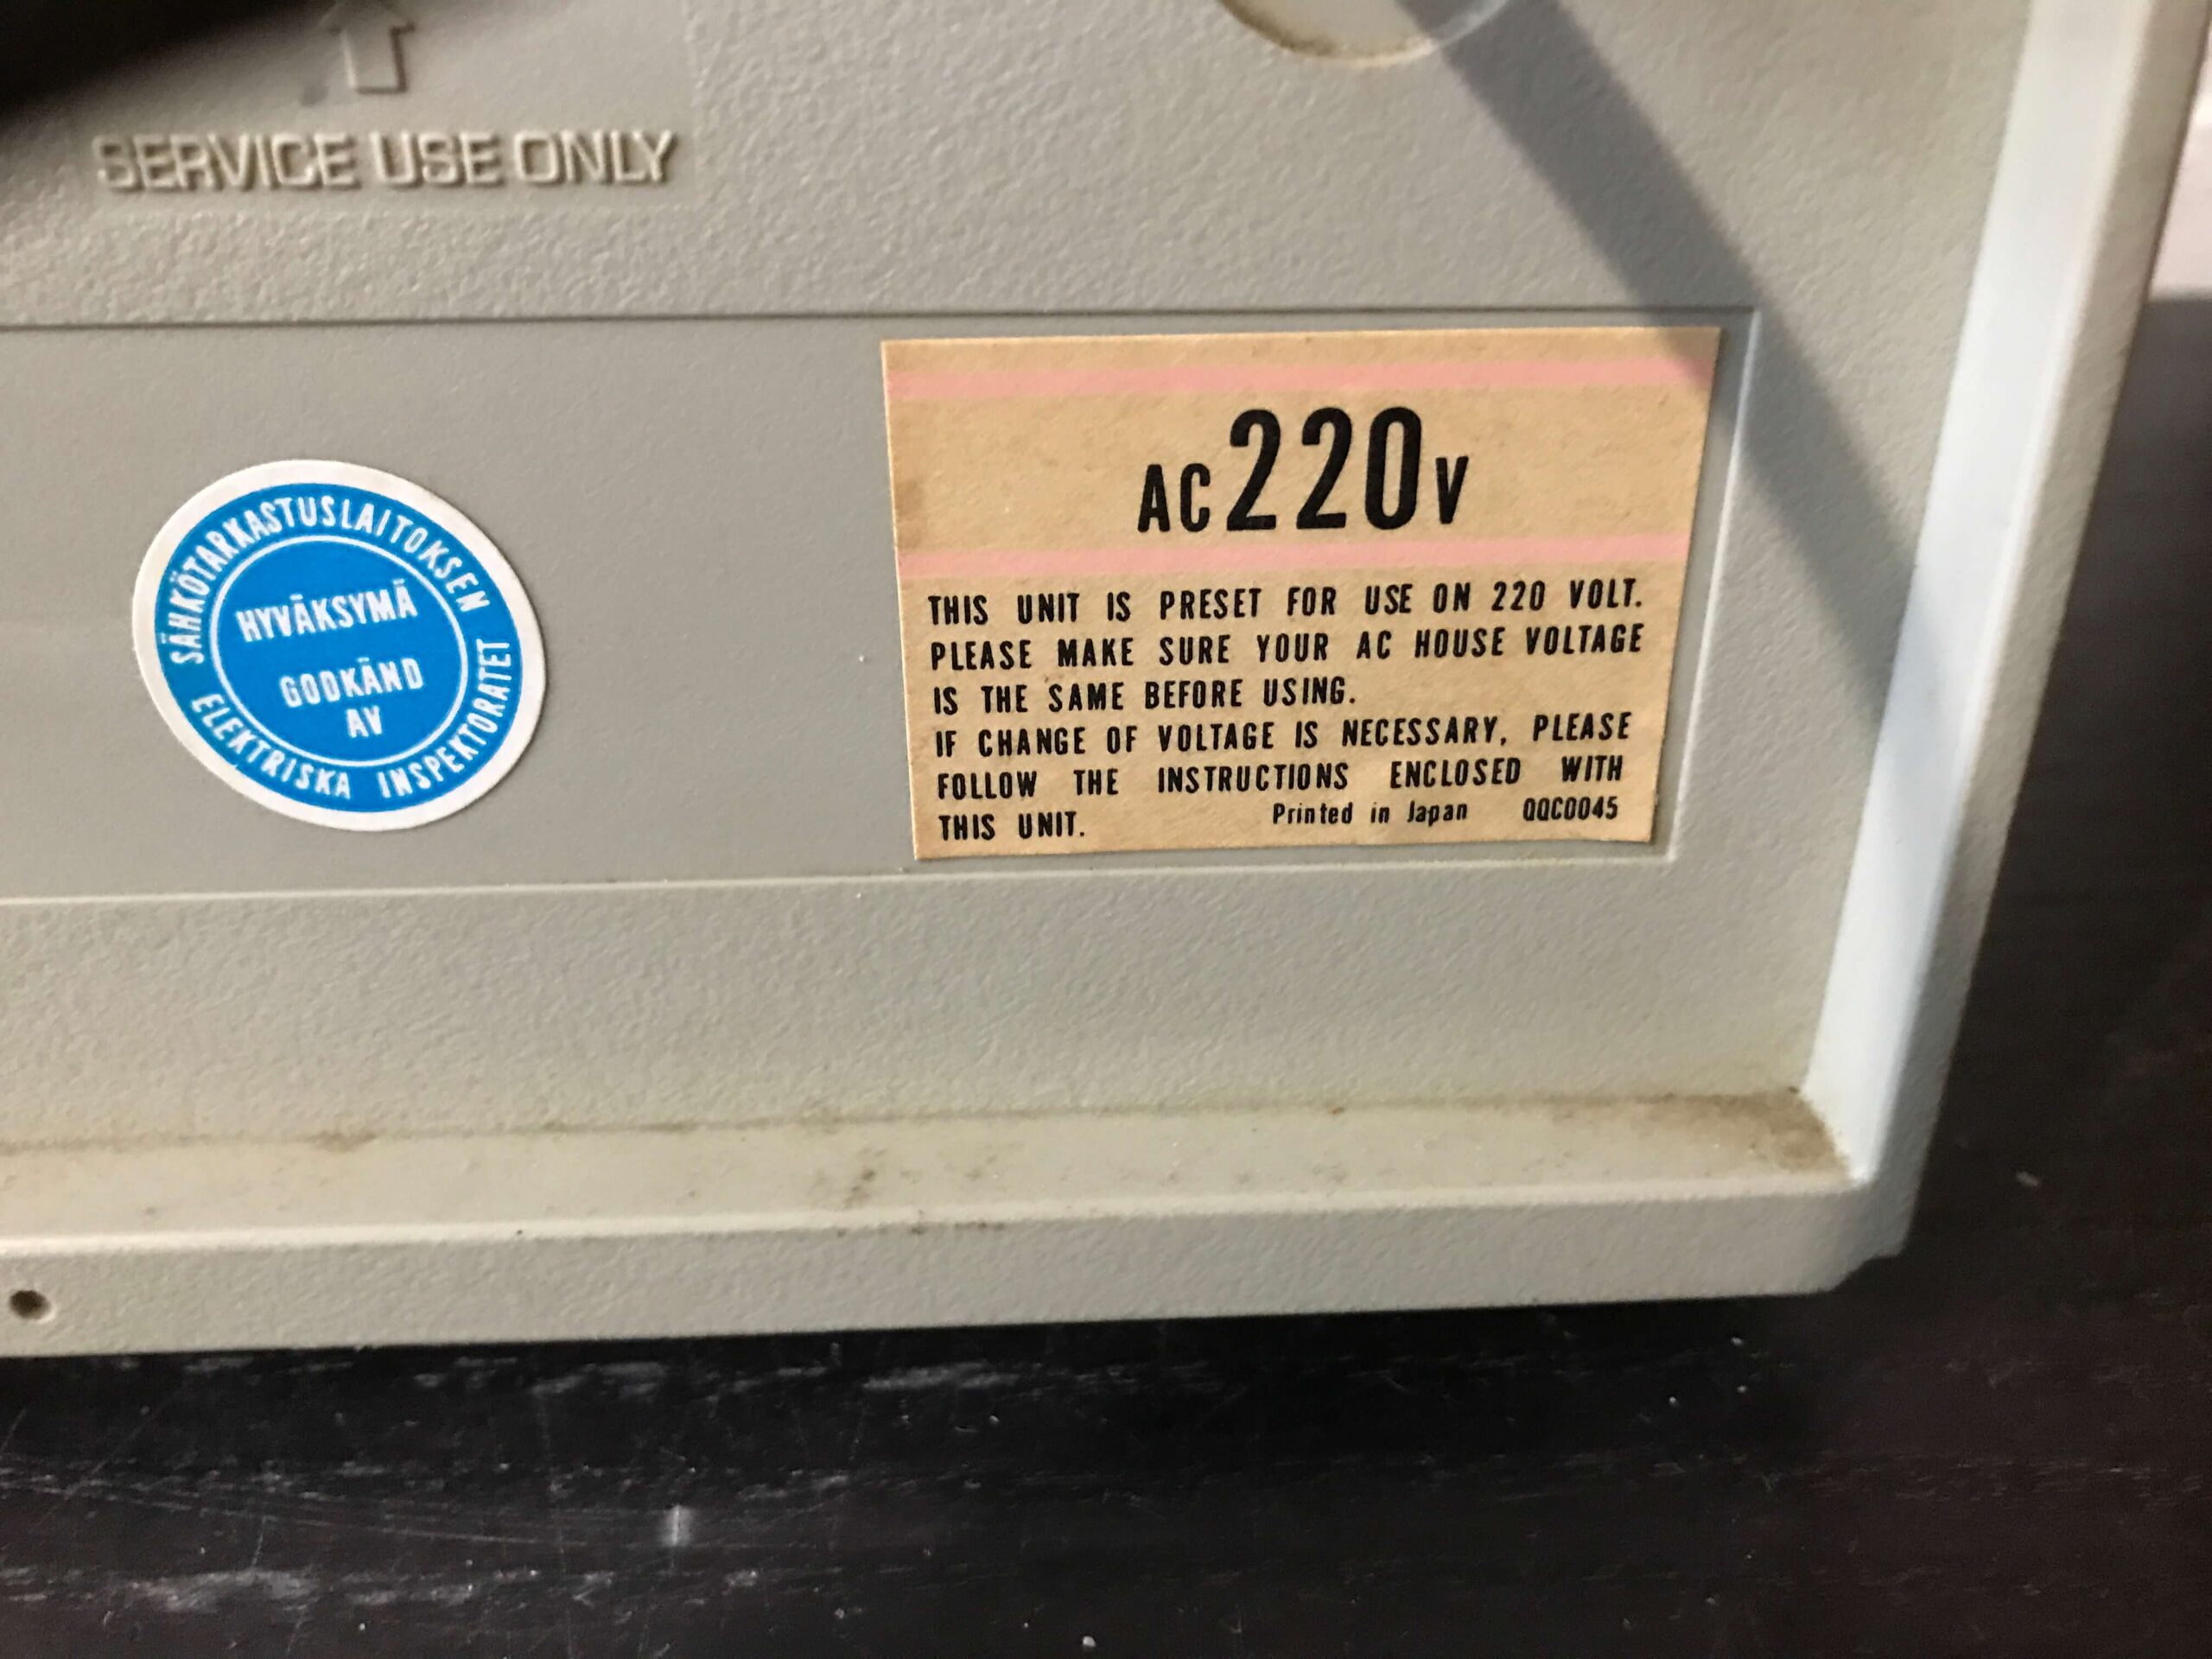 SERVICE USE ONLY
SÄHKÖTARKASTUSLAITOKSEN
HYVÄKSYMÄ
GODKÄND
AV
ELEKTRISKA INSPEKTORATET
AC 220V
THIS UNIT IS PRESET FOR USE ON 220 VOLT.
PLEASE MAKE SURE YOUR AC HOUSE VOLTAGE
IS THE SAME BEFORE USING.
IF CHANGE OF VOLTAGE IS NECESSARY, PLEASE
FOLLOW THE INSTRUCTIONS ENCLOSED WITH
THIS UNIT. Printed in Japan QQC0045